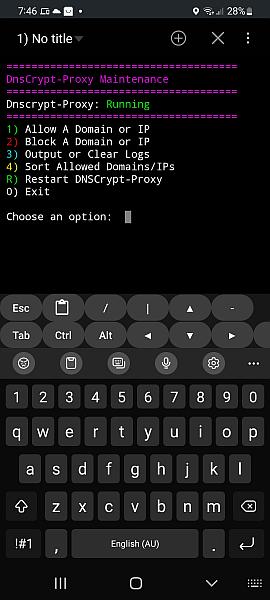 7:46
28%
1) No title
===================================
DnsCrypt-Proxy Maintenance
===================================
Dnscrypt-Proxy: Running
===================================
1) Allow A Domain or IP
2) Block A Domain or IP
3) Output or Clear Logs
4) Sort Allowed Domains/IPs
R) Restart DNSCrypt-Proxy
0) Exit
Choose an option:
Esc / | ▲ -
Tab Ctrl Alt ◄ ▼ ►
1 2 3 4 5 6 7 8 9 0
q w e r t y u i o p
a s d f g h j k l
z x c v b n m
!#1 , English (AU) .